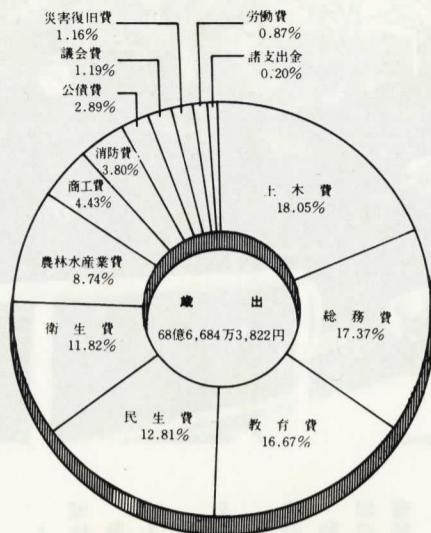 災害復旧費
1.16%
議会費
1.19%
公債費
2.89%
労働費
0.87%
諸支出金
0.20%
消防費
3.80%
商工費
4.43%
農林水産業費
8.74%
衛生費
11.82%
民生費
12.81%
教育費
16.67%
総務費
17.37%
土木費
18.05%
歳出
68億6,684万3,822円